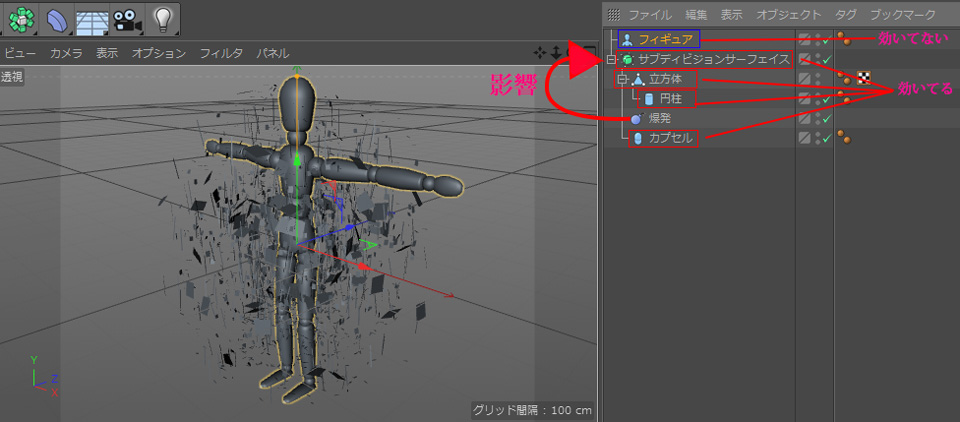 ファイル 編集 表示 オブジェクト タグ ブックマーク
ビュー カメラ 表示 オプション フィルタ パネル
透視
フィギュア
効いてない
サブディビジョンサーフェイス
影響
立方体
効いてる
円柱
爆発
カプセル
A
Y
Z
X
グリッド間隔 : 100 cm